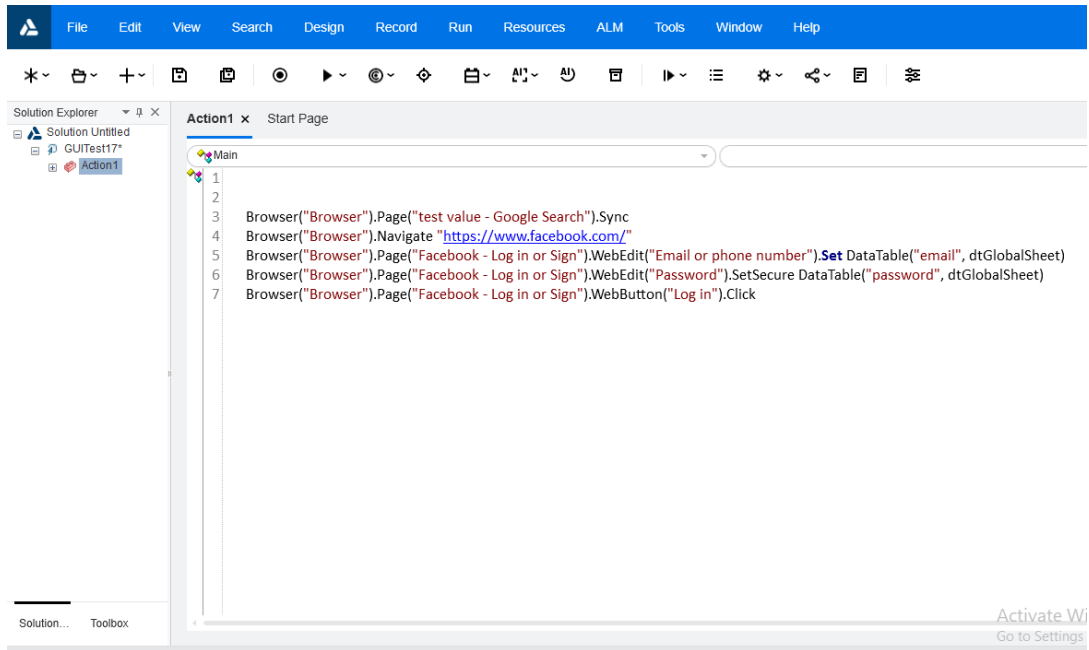 File Edit View Search Design Record Run Resources ALM Tools Window Help
Solution Explorer
Solution Untitled
GUITest17*
Action1
Action1 x Start Page
Main
1
2
3 Browser("Browser").Page("test value - Google Search").Sync
4 Browser("Browser").Navigate "https://www.facebook.com/"
5 Browser("Browser").Page("Facebook - Log in or Sign").WebEdit("Email or phone number").Set DataTable("email", dtGlobalSheet)
6 Browser("Browser").Page("Facebook - Log in or Sign").WebEdit("Password").SetSecure DataTable("password", dtGlobalSheet)
7 Browser("Browser").Page("Facebook - Log in or Sign").WebButton("Log in").Click
Solution... Toolbox
Activate Wi
Go to Settings